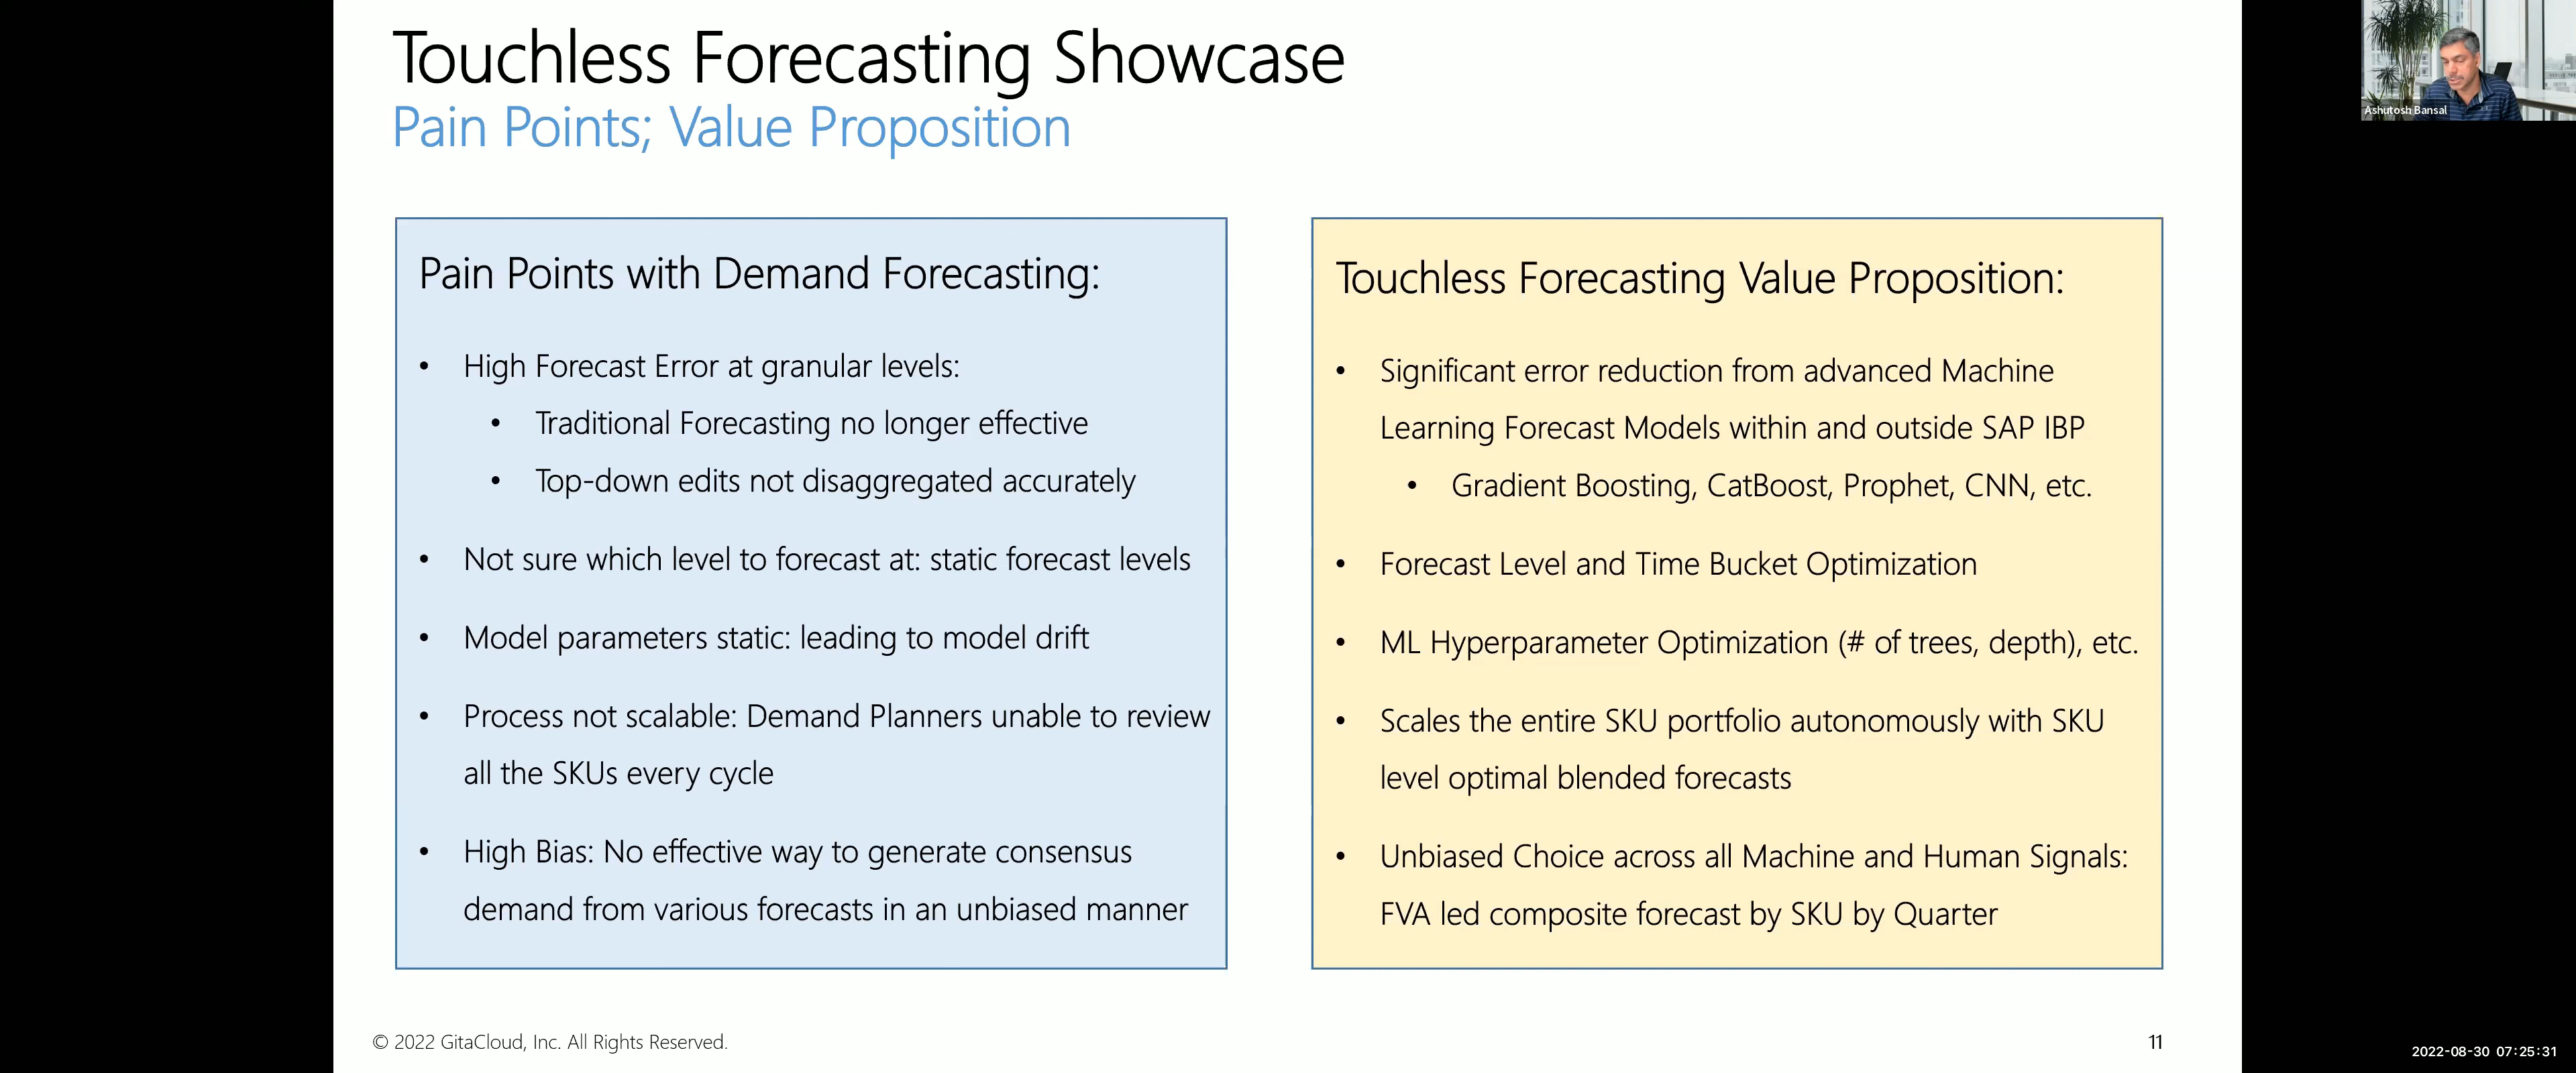 Touchless Forecasting Showcase
Pain Points; Value Proposition
Ashutosh Bansal
Pain Points with Demand Forecasting:
• High Forecast Error at granular levels:
• Traditional Forecasting no longer effective
• Top-down edits not disaggregated accurately
• Not sure which level to forecast at: static forecast levels
• Model parameters static: leading to model drift
• Process not scalable: Demand Planners unable to review
all the SKUs every cycle
• High Bias: No effective way to generate consensus
demand from various forecasts in an unbiased manner
Touchless Forecasting Value Proposition:
• Significant error reduction from advanced Machine
Learning Forecast Models within and outside SAP IBP
• Gradient Boosting, CatBoost, Prophet, CNN, etc.
• Forecast Level and Time Bucket Optimization
• ML Hyperparameter Optimization (# of trees, depth), etc.
• Scales the entire SKU portfolio autonomously with SKU
level optimal blended forecasts
• Unbiased Choice across all Machine and Human Signals:
FVA led composite forecast by SKU by Quarter
© 2022 GitaCloud, Inc. All Rights Reserved.
11
2022-08-30 07:25:31